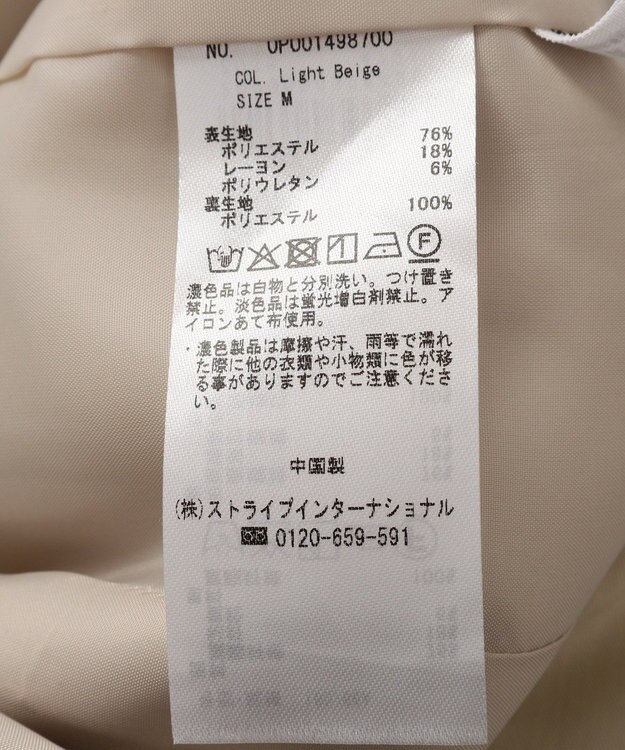 NO. OP001498700
COL. Light Beige
SIZE M
表生地
ポリエステル 76%
レーヨン 18%
ポリウレタン 6%
裏生地
ポリエステル 100%
F
濃色品は白物と分別洗い。つけ置き
禁止。淡色品は蛍光増白剤禁止。ア
イロンあて布使用。
・濃色製品は摩擦や汗、雨等で濡れ
た際に他の衣類や小物類に色が移
る事がありますのでご注意くださ
い。
中国製
(株)ストライプインターナショナル
0120-659-591